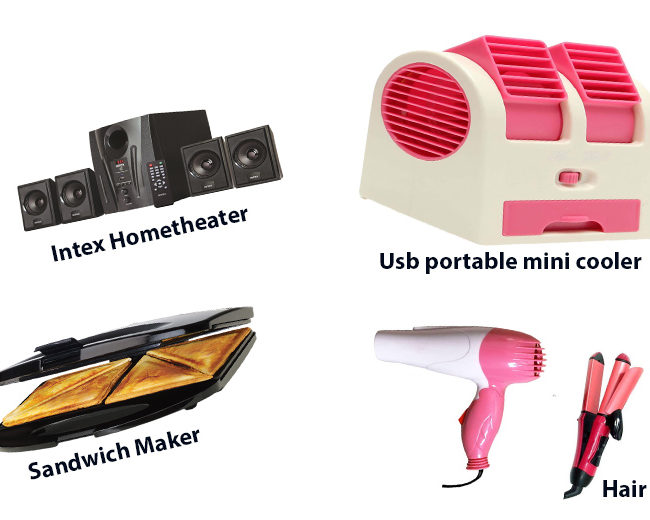 Intex Hometheater
Usb portable mini cooler
Sandwich Maker
Hair